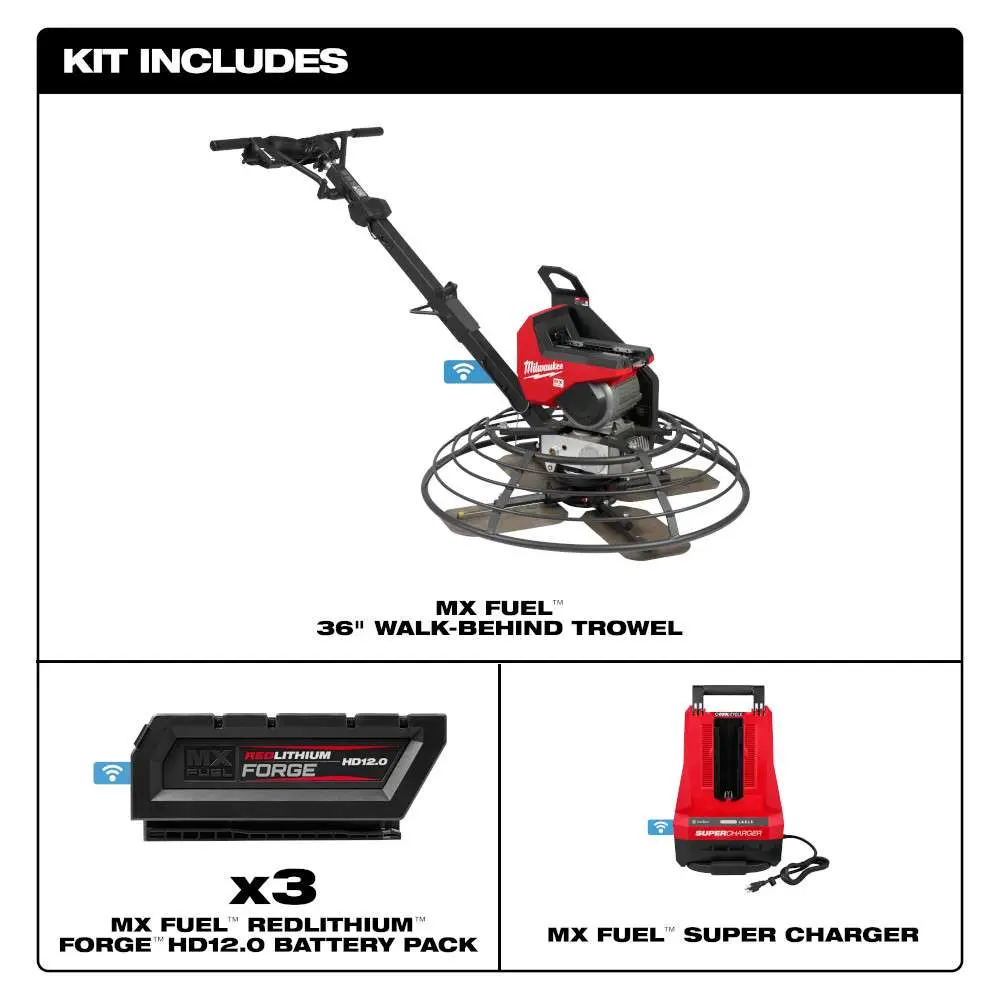 KIT INCLUDES
Milwaukee
MX FUEL™
36" WALK-BEHIND TROWEL
MX
FUEL
REDLITHIUM
FORGE
HD12.0
x3
MX FUEL™ REDLITHIUM™
FORGE™ HD12.0 BATTERY PACK
SUPERCHARGER
MX FUEL™ SUPER CHARGER